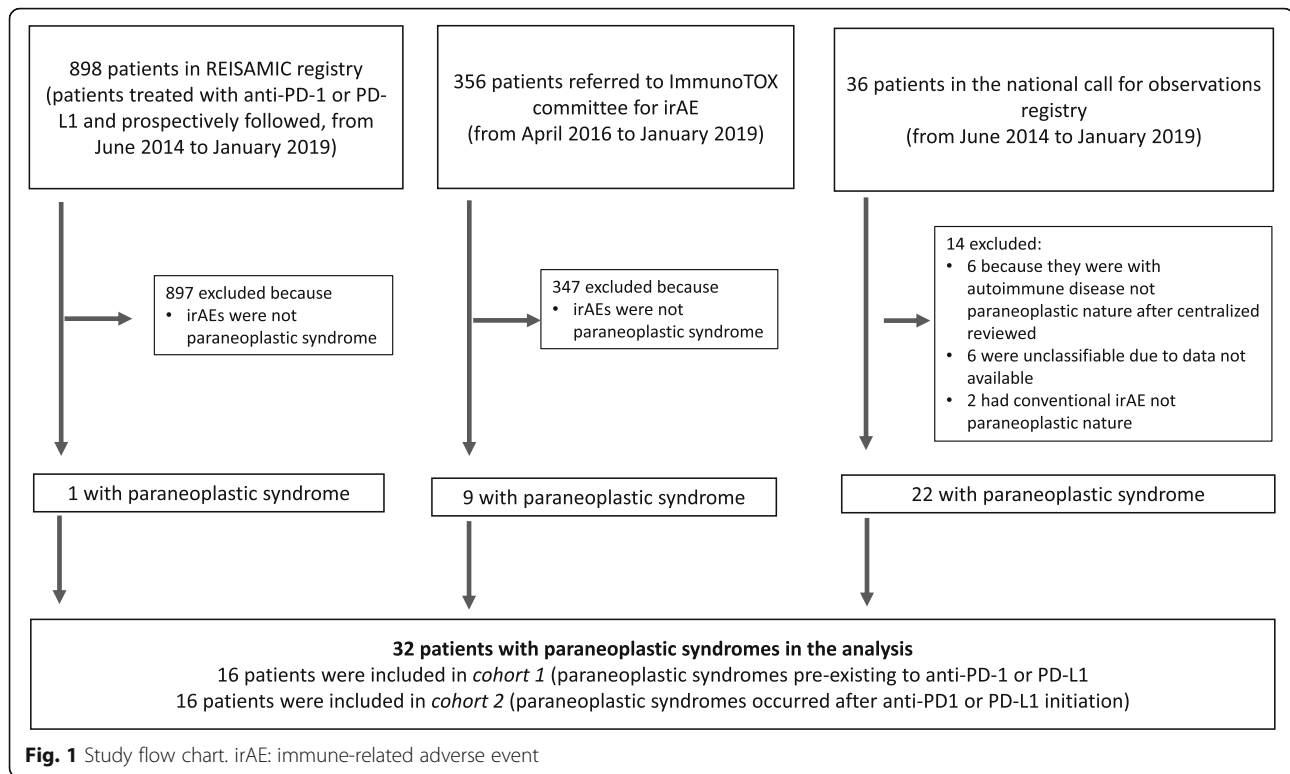 898 patients in REISAMIC registry
(patients treated with anti-PD-1 or PD-
L1 and prospectively followed, from
June 2014 to January 2019)
356 patients referred to ImmunoTOX
committee for irAE
(from April 2016 to January 2019)
36 patients in the national call for observations
registry
(from June 2014 to January 2019)
897 excluded because
• irAEs were not
paraneoplastic syndrome
347 excluded because
• irAEs were not
paraneoplastic syndrome
14 excluded:
• 6 because they were with
autoimmune disease not
paraneoplastic nature after centralized
reviewed
• 6 were unclassifiable due to data not
available
• 2 had conventional irAE not
paraneoplastic nature
1 with paraneoplastic syndrome
9 with paraneoplastic syndrome
22 with paraneoplastic syndrome
32 patients with paraneoplastic syndromes in the analysis
16 patients were included in cohort 1 (paraneoplastic syndromes pre-existing to anti-PD-1 or PD-L1
16 patients were included in cohort 2 (paraneoplastic syndromes occurred after anti-PD1 or PD-L1 initiation)
Fig. 1 Study flow chart. irAE: immune-related adverse event